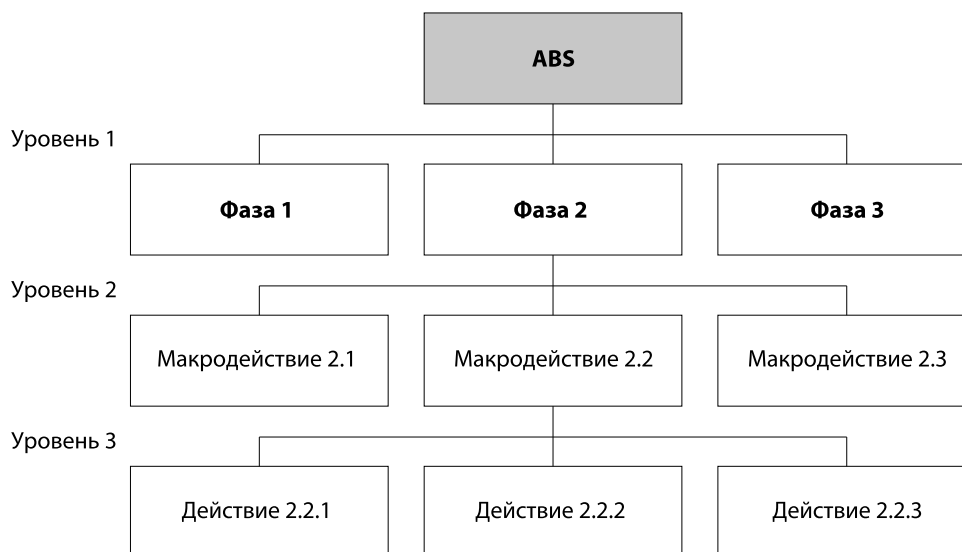 ABS
Уровень 1
Фаза 1
Фаза 2
Фаза 3
Уровень 2
Макродействие 2.1
Макродействие 2.2
Макродействие 2.3
Уровень 3
Действие 2.2.1
Действие 2.2.2
Действие 2.2.3